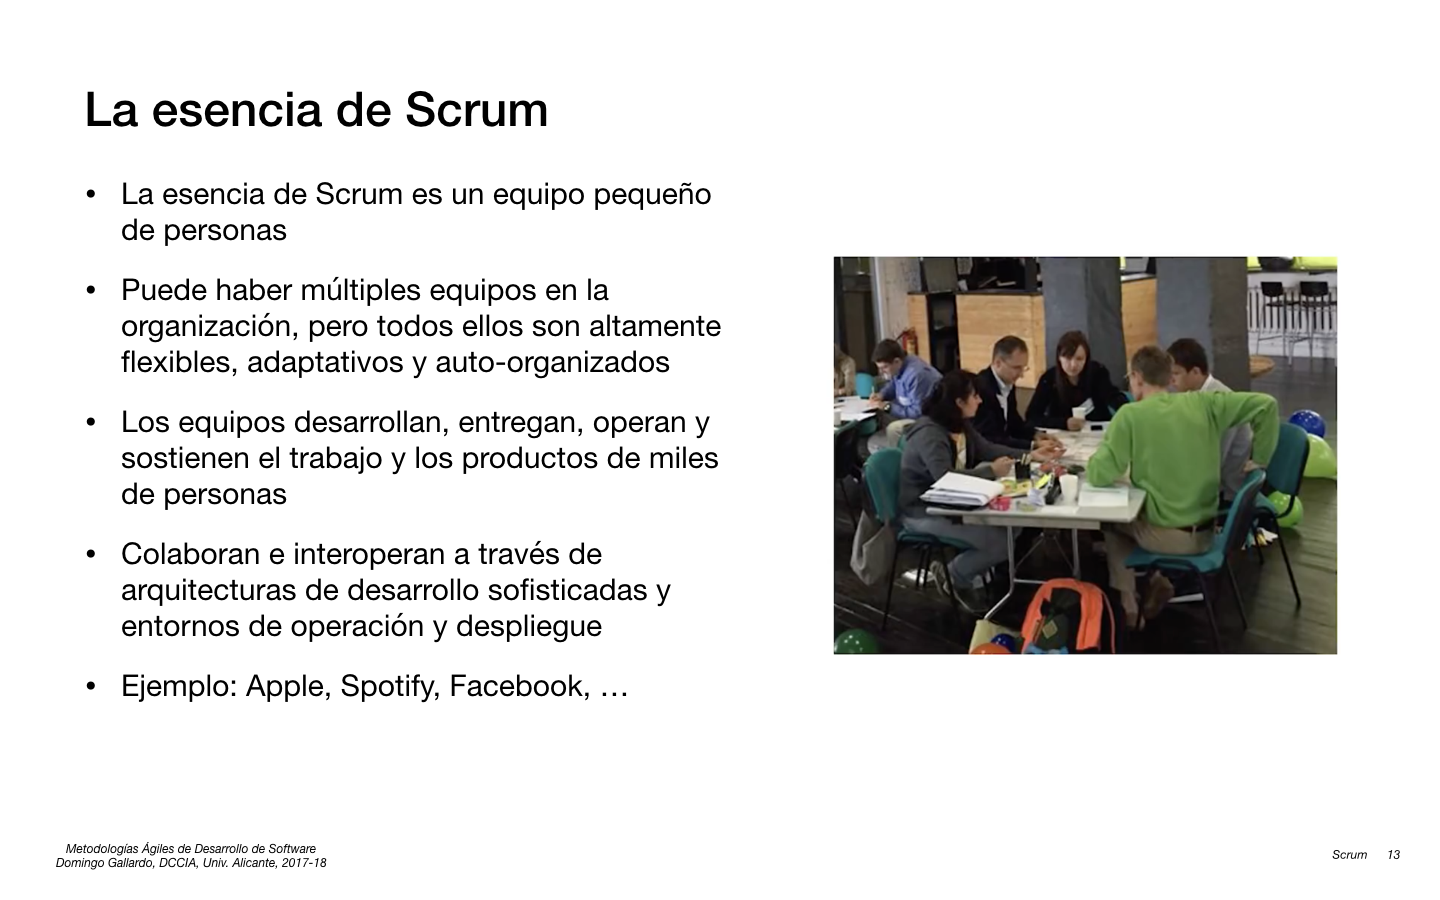 La esencia de Scrum
• La esencia de Scrum es un equipo pequeño
de personas
• Puede haber múltiples equipos en la
organización, pero todos ellos son altamente
flexibles, adaptativos y auto-organizados
• Los equipos desarrollan, entregan, operan y
sostienen el trabajo y los productos de miles
de personas
• Colaboran e interoperan a través de
arquitecturas de desarrollo sofisticadas y
entornos de operación y despliegue
• Ejemplo: Apple, Spotify, Facebook, …
Metodologías Ágiles de Desarrollo de Software
Domingo Gallardo, DCCIA, Univ. Alicante, 2017-18
Scrum 13